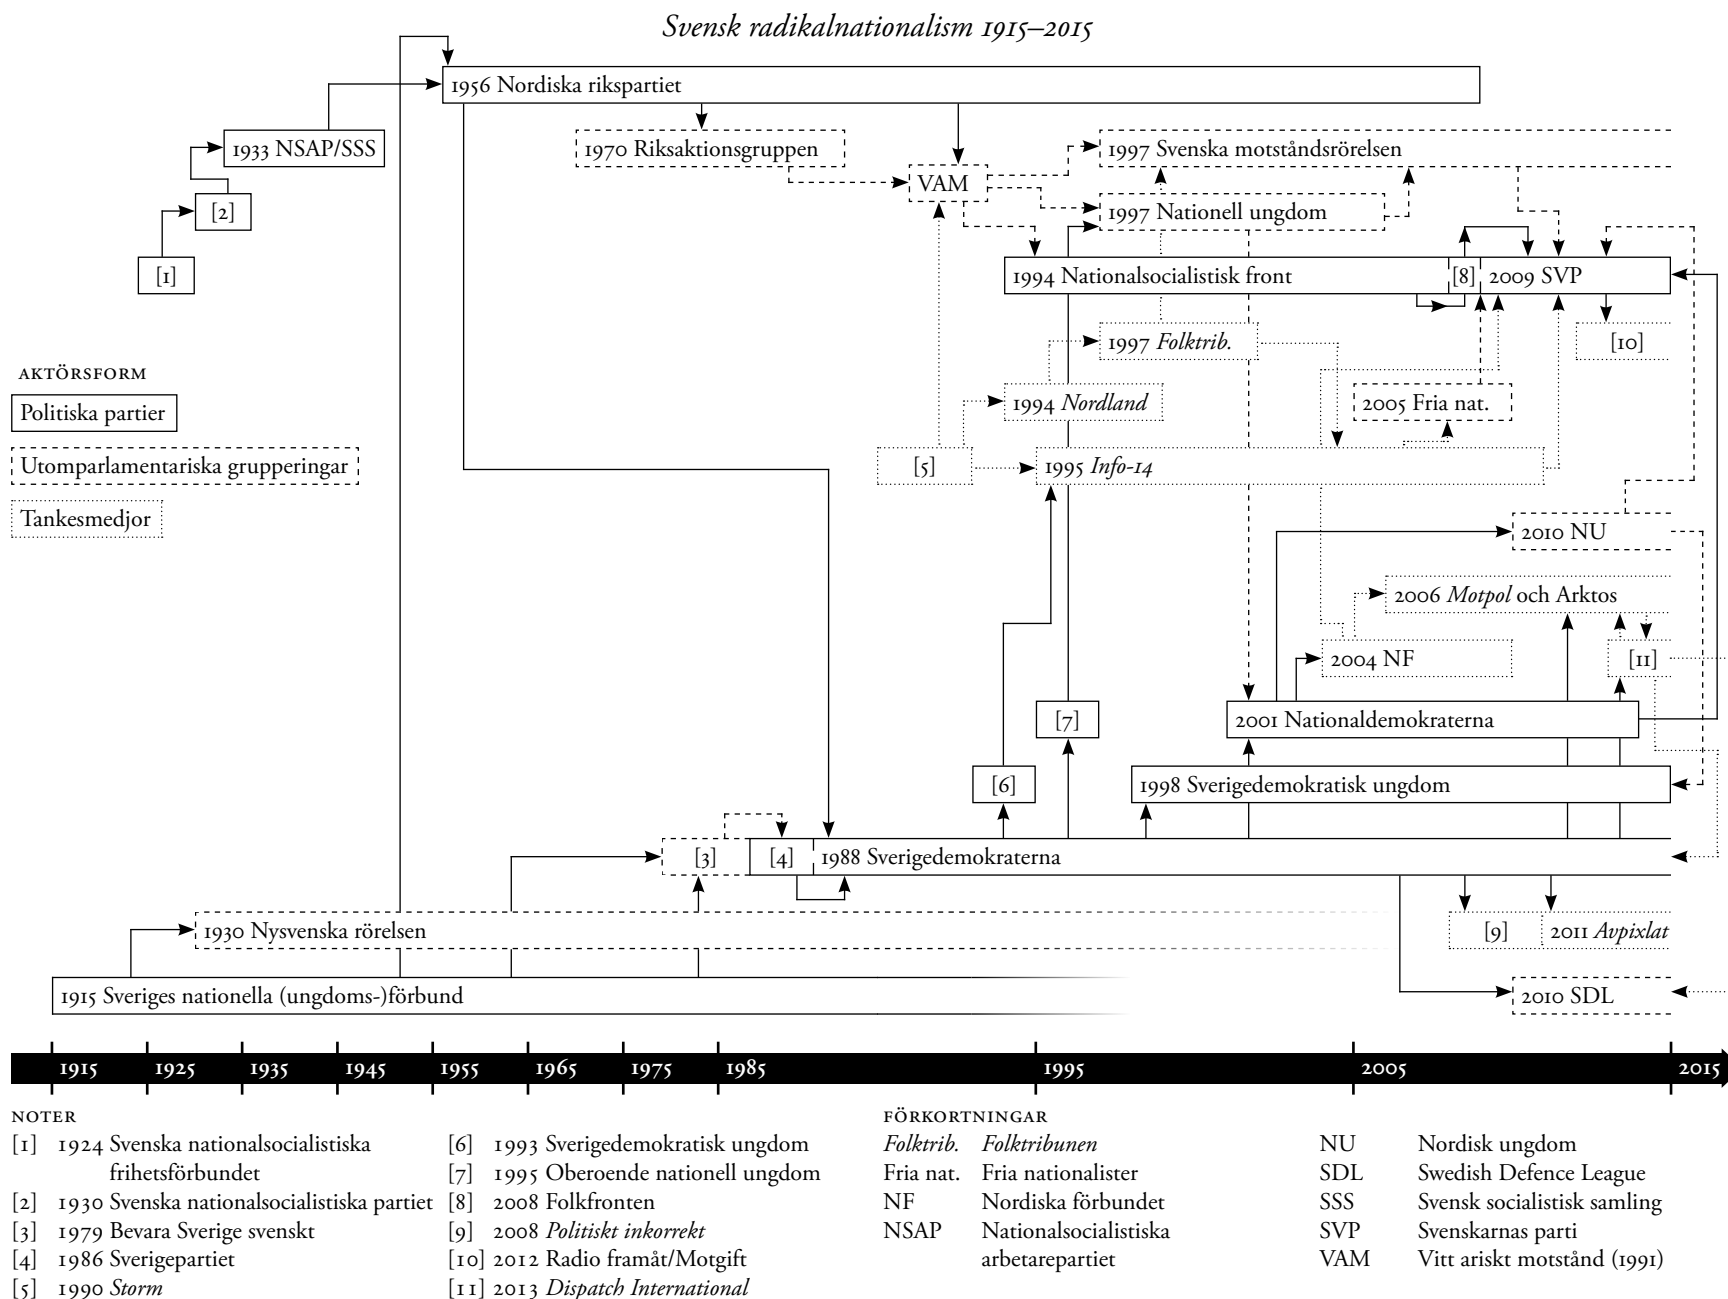 Svensk radikalnationalism 1915–2015
1956 Nordiska rikspartiet
1933 NSAP/SSS
1970 Riksaktionsgruppen
1997 Svenska motståndsrörelsen
VAM
[2]
1997 Nationell ungdom
[1]
1994 Nationalsocialistisk front
[8]
2009 SVP
1997 Folktrib.
[10]
AKTÖRSFORM
Politiska partier
Utomparlamentariska grupperingar
Tankesmedjor
1994 Nordland
2005 Fria nat.
[5]
1995 Info-14
2010 NU
2006 Motpol och Arktos
2004 NF
[11]
[7]
2001 Nationaldemokraterna
[6]
1998 Sverigedemokratisk ungdom
[3]
[4]
1988 Sverigedemokraterna
1930 Nysvenska rörelsen
[9]
2011 Avpixlat
1915 Sveriges nationella (ungdoms-)förbund
2010 SDL
1915 1925 1935 1945 1955 1965 1975 1985 1995 2005 2015
NOTER
[1] 1924 Svenska nationalsocialistiska
frihetsförbundet
[2] 1930 Svenska nationalsocialistiska partiet
[3] 1979 Bevara Sverige svenskt
[4] 1986 Sverigepartiet
[5] 1990 Storm
[6] 1993 Sverigedemokratisk ungdom
[7] 1995 Oberoende nationell ungdom
[8] 2008 Folkfronten
[9] 2008 Politiskt inkorrekt
[10] 2012 Radio framåt/Motgift
[11] 2013 Dispatch International
FÖRKORTNINGAR
Folktrib. Folktribunen
Fria nat. Fria nationalister
NF Nordiska förbundet
NSAP Nationalsocialistiska
arbetarepartiet
NU Nordisk ungdom
SDL Swedish Defence League
SSS Svensk socialistisk samling
SVP Svenskarnas parti
VAM Vitt ariskt motstånd (1991)